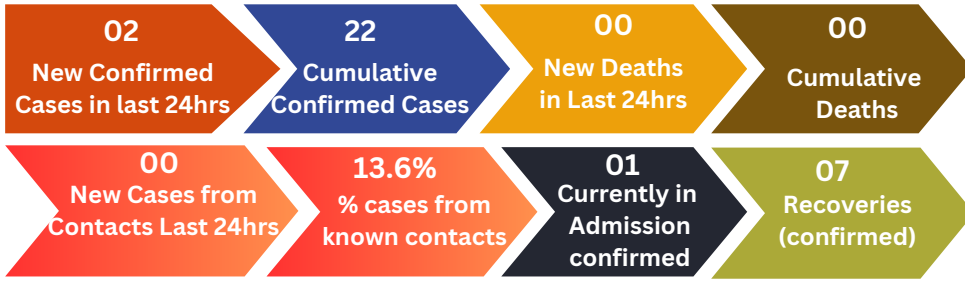 02
New Confirmed
Cases in last 24hrs
22
Cumulative
Confirmed Cases
00
New Deaths
in Last 24hrs
00
Cumulative
Deaths
00
New Cases from
Contacts Last 24hrs
13.6%
% cases from
known contacts
01
Currently in
Admission
confirmed
07
Recoveries
(confirmed)